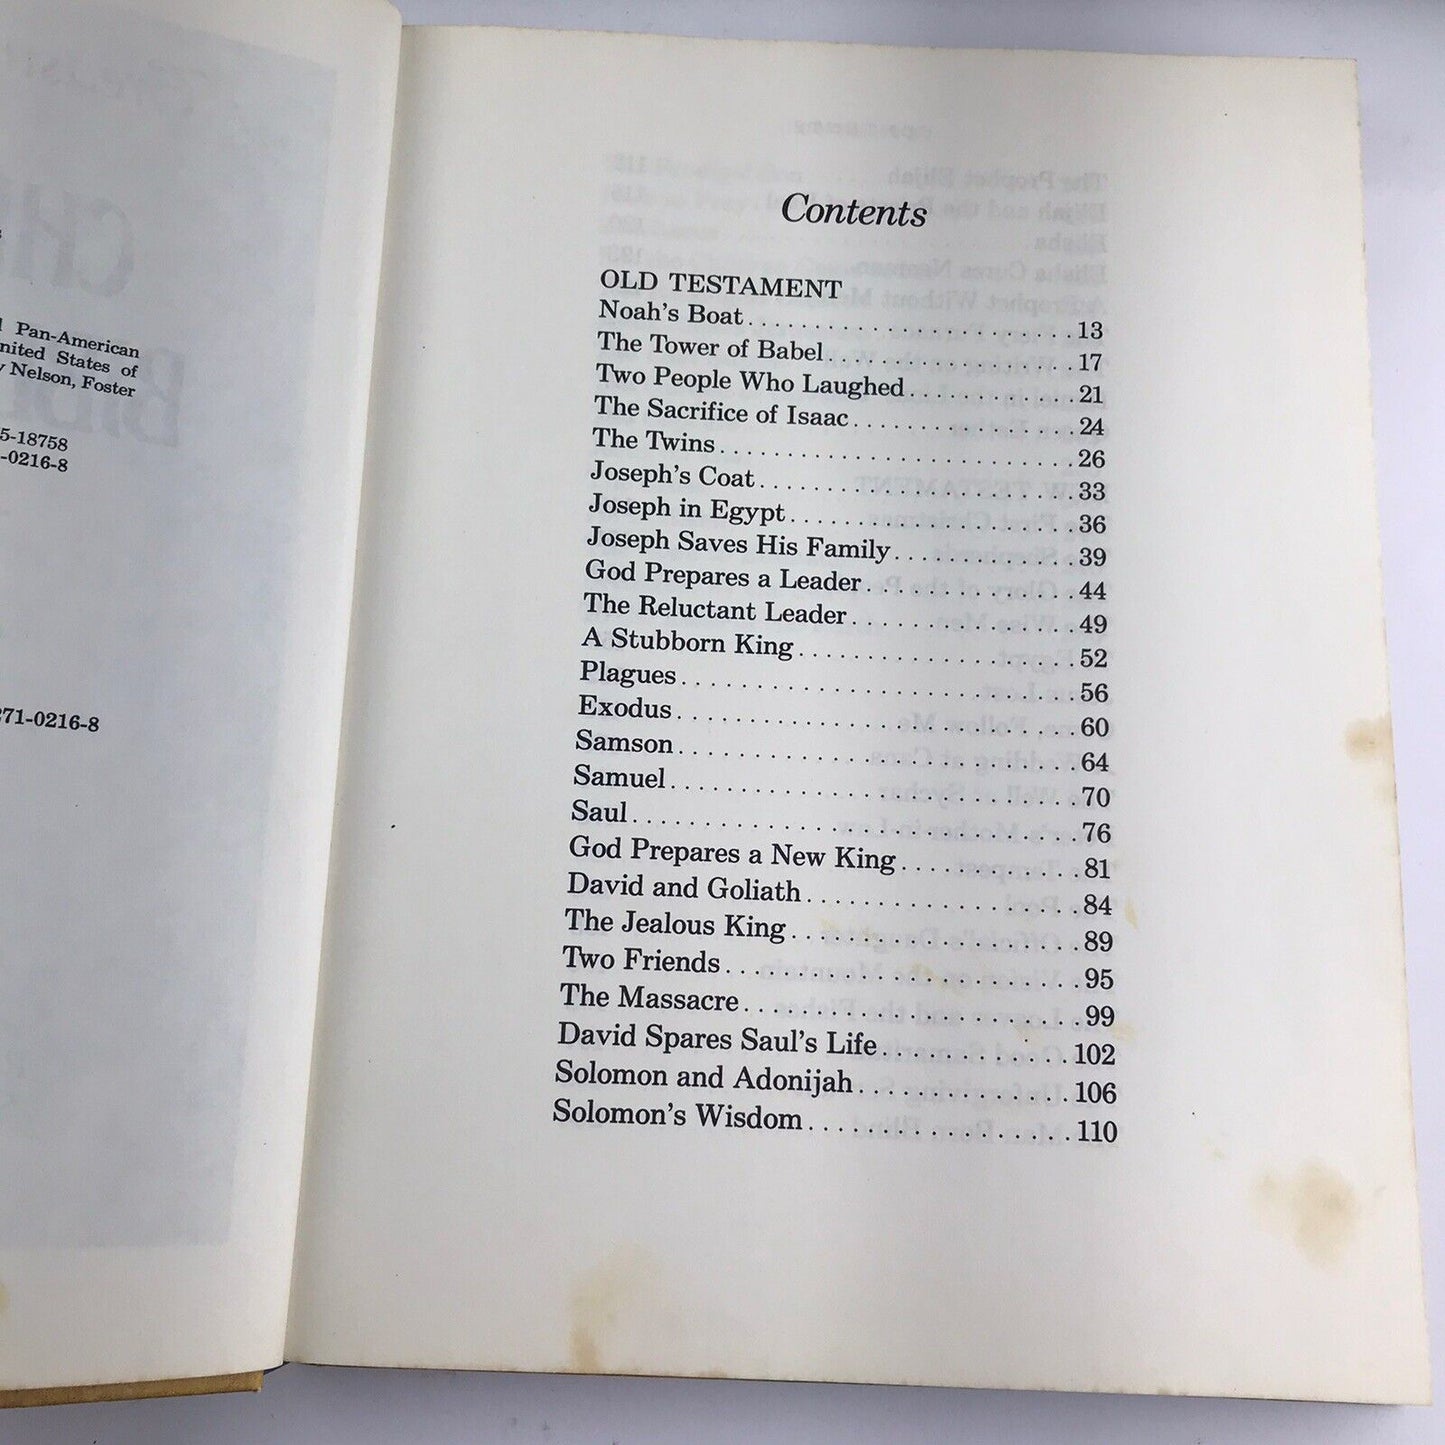 l Pan-American
nited States of
y Nelson, Foster
5-18758
-0216-8
271-0216-8
Contents
OLD TESTAMENT
Noah's Boat 13
The Tower of Babel 17
Two People Who Laughed 21
The Sacrifice of Isaac 24
The Twins 26
Joseph's Coat 33
Joseph in Egypt 36
Joseph Saves His Family 39
God Prepares a Leader 44
The Reluctant Leader 49
A Stubborn King 52
Plagues 56
Exodus 60
Samson 64
Samuel 70
Saul 76
God Prepares a New King 81
David and Goliath 84
The Jealous King 89
Two Friends 95
The Massacre 99
David Spares Saul's Life 102
Solomon and Adonijah 106
Solomon's Wisdom 110